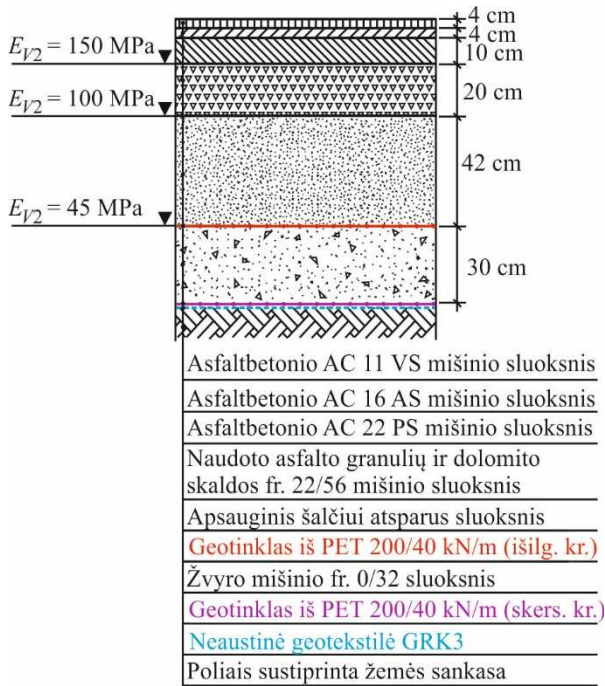 4 cm
4 cm
E_V2 = 150 MPa
10 cm
20 cm
E_V2 = 100 MPa
42 cm
E_V2 = 45 MPa
30 cm
Asfaltbetonio AC 11 VS mišinio sluoksnis
Asfaltbetonio AC 16 AS mišinio sluoksnis
Asfaltbetonio AC 22 PS mišinio sluoksnis
Naudoto asfalto granulių ir dolomito
skaldos fr. 22/56 mišinio sluoksnis
Apsauginis šalčiui atsparus sluoksnis
Geotinklas iš PET 200/40 kN/m (išilg. kr.)
Žvyro mišinio fr. 0/32 sluoksnis
Geotinklas iš PET 200/40 kN/m (skers. kr.)
Neaustinė geotekstilė GRK3
Poliais sustiprinta žemės sankasa